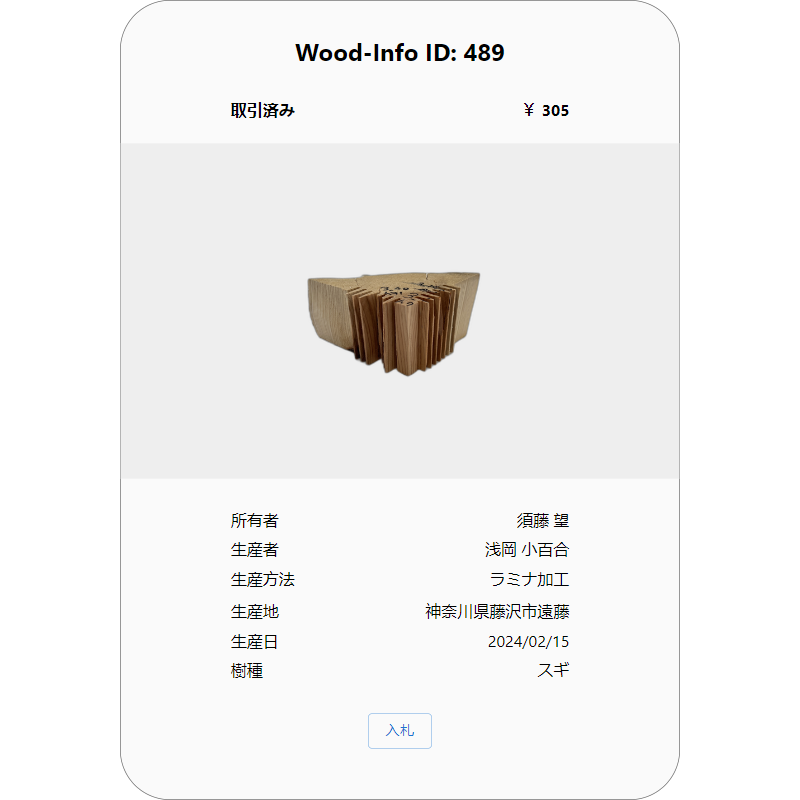 Wood-Info ID: 489
取引済み ￥ 305
所有者 須藤 望
生産者 浅岡 小百合
生産方法 ラミナ加工
生産地 神奈川県藤沢市遠藤
生産日 2024/02/15
樹種 スギ
入札